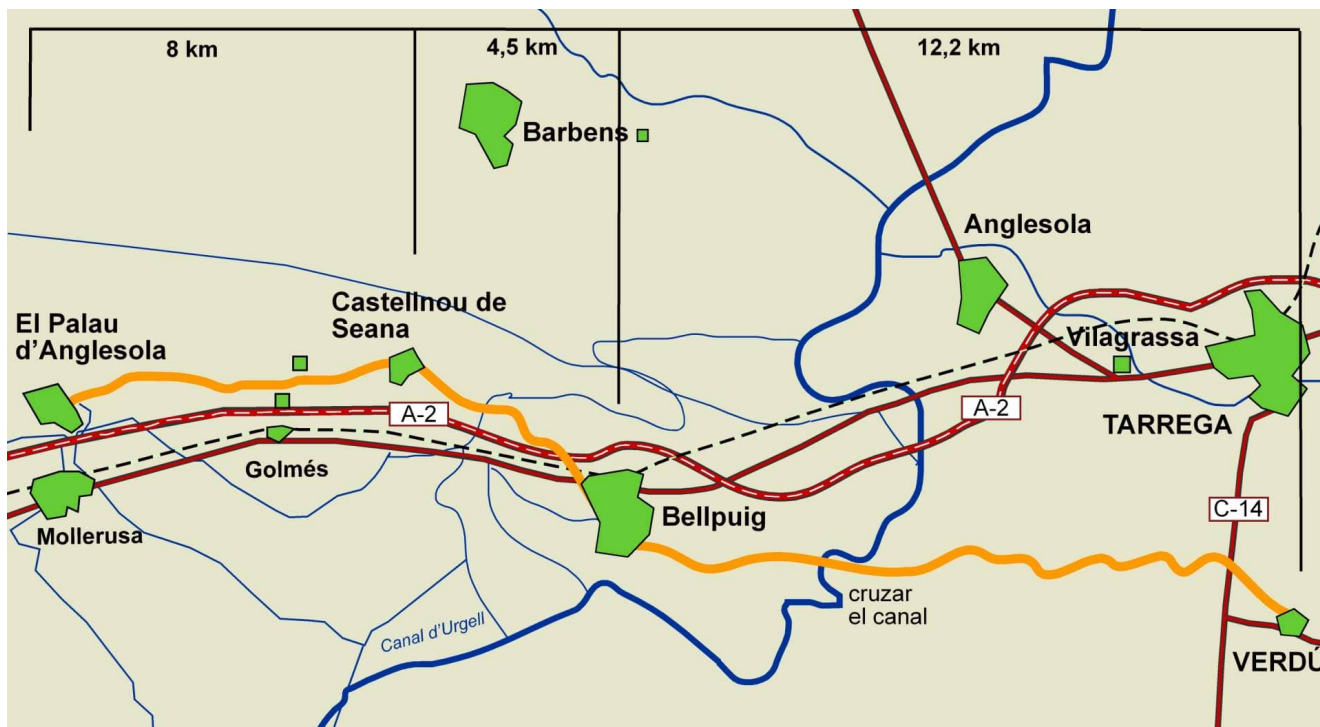 8 km
4,5 km
12,2 km
Barbens
Anglesola
Castellnou de
Seana
El Palau
d'Anglesola
Vilagrassa
A-2
A-2
TARREGA
Golmés
Mollerusa
Bellpuig
C-14
cruzar
el canal
Canal d'Urgell
VERDÚ